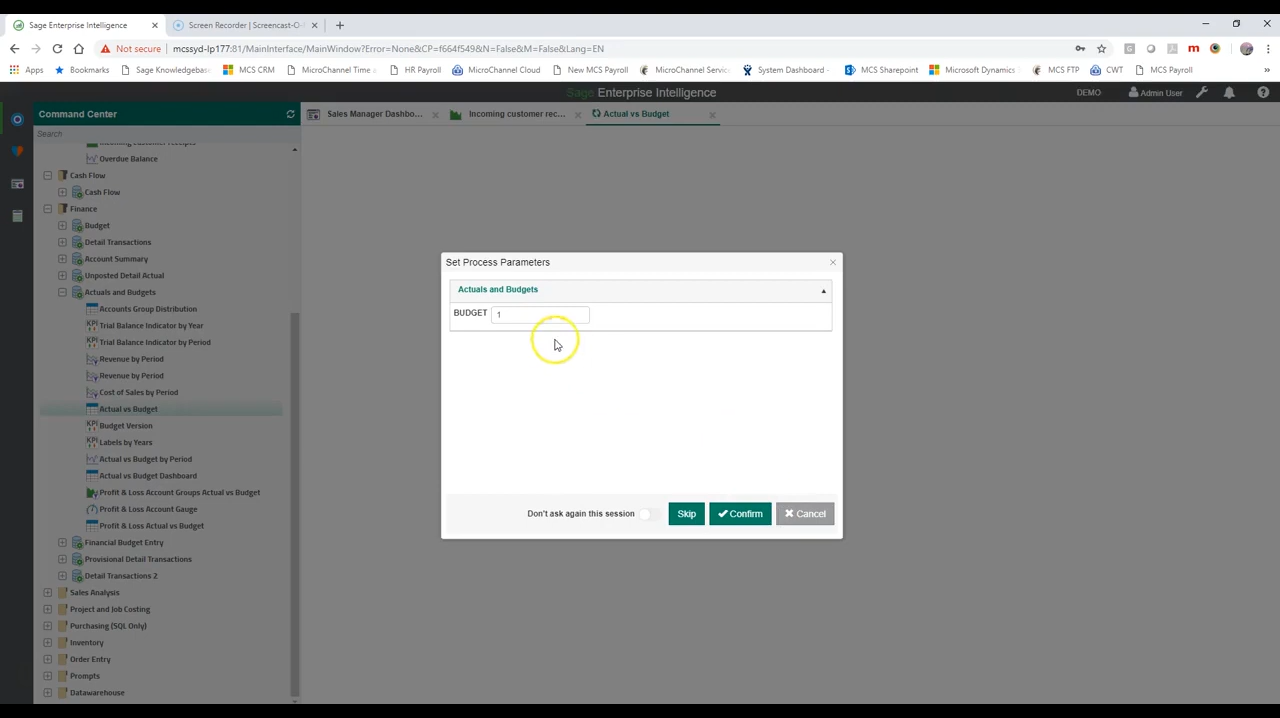 Sage Enterprise Intelligence
Screen Recorder | Screencast-O-
Not secure
mcssyd-lp177:81/MainInterface/MainWindow?Error=None&CP=f664f549&N=False&M=False&Lang=EN
Apps
Bookmarks
Sage Knowledgebas
MCS CRM
MicroChannel Time a
HR Payroll
MicroChannel Cloud
New MCS Payroll
MicroChannel Servic
System Dashboard -
MCS Sharepoint
Microsoft Dynamics
MCS FTP
CWT
MCS Payroll
»
Sage Enterprise Intelligence
DEMO
Admin User
Command Center
Search
Sales Manager Dashbo...
Incoming customer rec...
Actual vs Budget
Incoming customer receipts
Overdue Balance
Cash Flow
Cash Flow
Finance
Budget
Detail Transactions
Account Summary
Unposted Detail Actual
Actuals and Budgets
Accounts Group Distribution
KPI Trial Balance Indicator by Year
KPI Trial Balance Indicator by Period
Revenue by Period
Revenue by Period
Cost of Sales by Period
Actual vs Budget
KPI Budget Version
KPI Labels by Years
Actual vs Budget by Period
Actual vs Budget Dashboard
Profit & Loss Account Groups Actual vs Budget
Profit & Loss Account Gauge
Profit & Loss Actual vs Budget
Financial Budget Entry
Provisional Detail Transactions
Detail Transactions 2
Sales Analysis
Project and Job Costing
Purchasing (SQL Only)
Inventory
Order Entry
Prompts
Datawarehouse
Set Process Parameters
Actuals and Budgets
BUDGET 1
Don't ask again this session
Skip
Confirm
Cancel